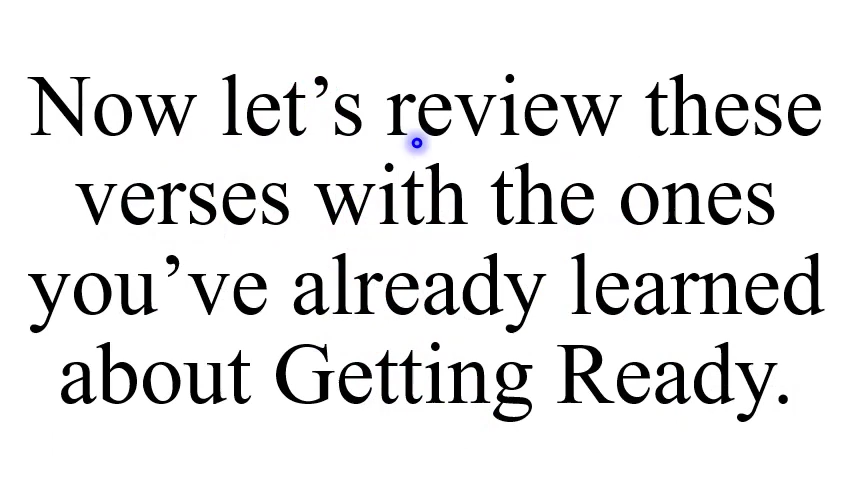 Now let’s review these
verses with the ones
you’ve already learned
about Getting Ready.